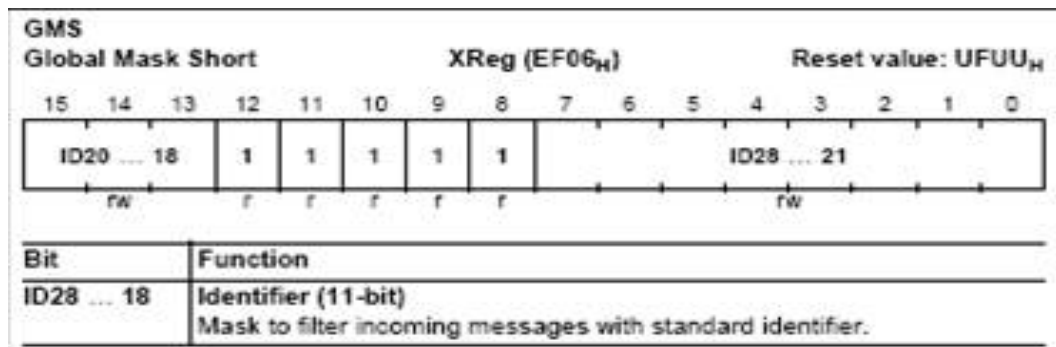 GMS
Global Mask Short XReg (EF06H) Reset value: UFUUH
15 14 13 12 11 10 9 8 7 6 5 4 3 2 1 0
ID20 ... 18 1 1 1 1 1 ID28 ... 21
rw r r r r r rw
Bit Function
ID28 ... 18 Identifier (11-bit)
Mask to filter incoming messages with standard identifier.